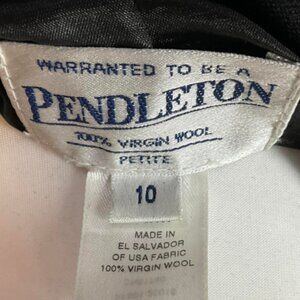 WARRANTED TO BE A
PENDLETON
100% VIRGIN WOOL
PETITE
10
MADE IN
EL SALVADOR
OF USA FABRIC
100% VIRGIN WOOL